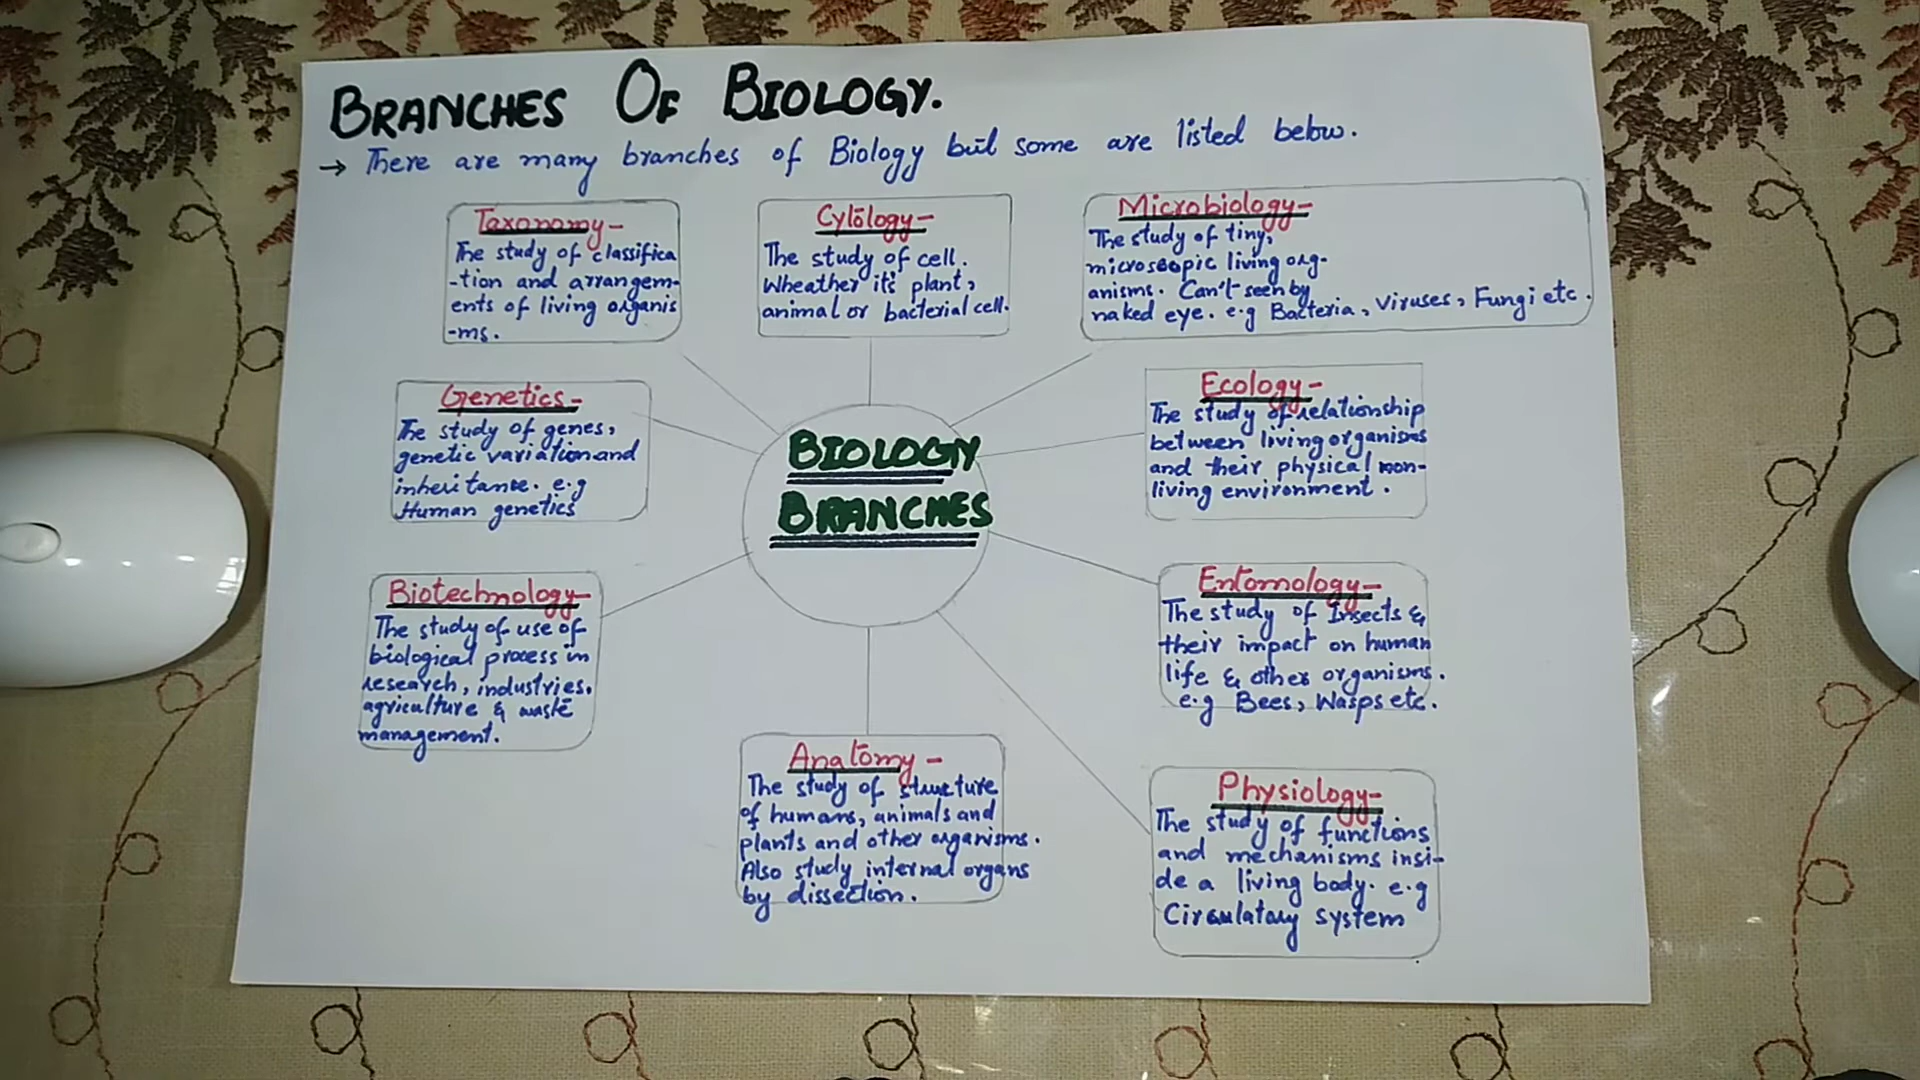 BRANCHES OF BIOLOGY.
→ There are many branches of Biology but some are listed below.
Taxonomy-
The study of classifica
-tion and arrangem-
ents of living organis
-ms.
Cytology-
The study of cell.
Wheather it's plant,
animal or bacterial cell.
Microbiology-
The study of tiny,
microscopic living org-
anisms. Can't seen by
naked eye. e.g Bacteria, Viruses, Fungi etc.
Genetics-
The study of genes,
genetic variation and
inheritance. e.g
Human genetics
Ecology-
The study of relationship
between living organisms
and their physical non-
living environment.
BIOLOGY
BRANCHES
Biotechnology-
The study of use of
biological process in
research, industries,
agriculture & waste
management.
Entomology-
The study of Insects &
their impact on human
life & other organisms.
e.g Bees, Wasps etc.
Anatomy-
The study of structure
of humans, animals and
plants and other organisms.
Also study internal organs
by dissection.
Physiology-
The study of functions
and mechanisms insi-
de a living body. e.g
Circulatory system